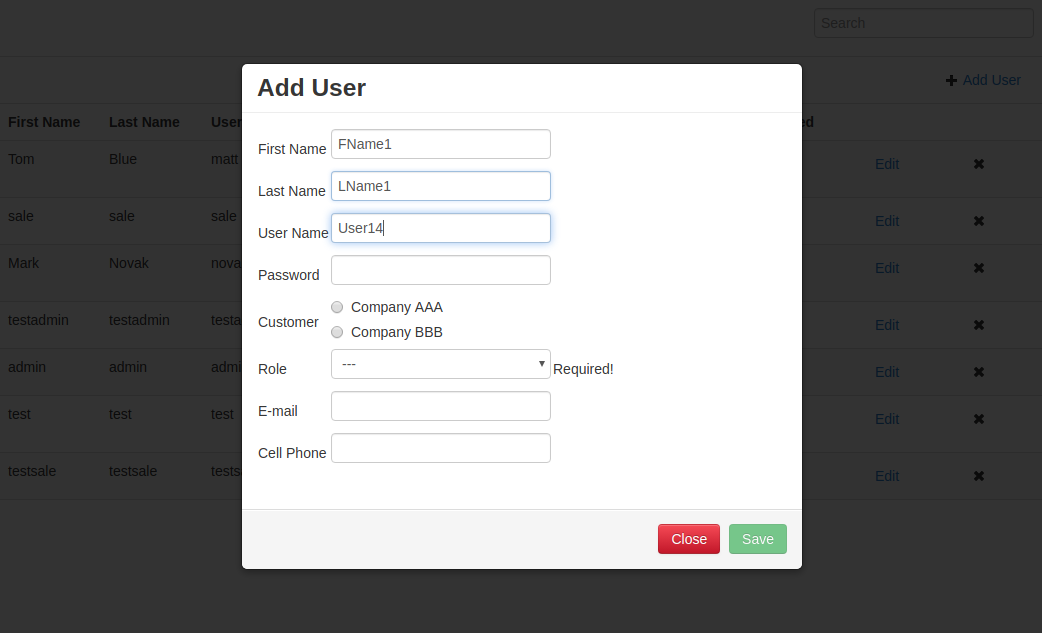 Search
Add User
First Name Last Name User ed
Tom Blue matt Edit
sale sale sale Edit
Mark Novak nova Edit
testadmin testadmin testa Edit
admin admin admi Edit
test test test Edit
testsale testsale tests Edit
Add User
First Name FName1
Last Name LName1
User Name User14
Password
Customer
Company AAA
Company BBB
Role --- Required!
E-mail
Cell Phone
Close Save